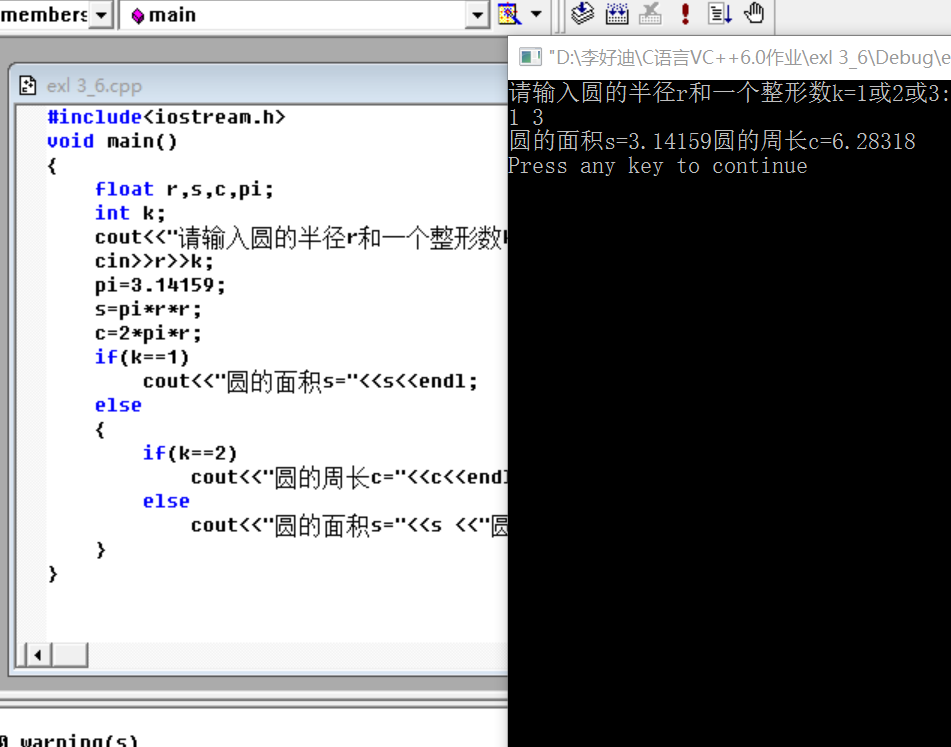 members main
exl 3_6.cpp
#include<iostream.h>
void main()
{
float r,s,c,pi;
int k;
cout<<"请输入圆的半径r和一个整形数
cin>>r>>k;
pi=3.14159;
s=pi*r*r;
c=2*pi*r;
if(k==1)
cout<<"圆的面积s="<<s<<endl;
else
{
if(k==2)
cout<<"圆的周长c="<<c<<endl
else
cout<<"圆的面积s="<<s <<"圆
}
}
warning(s)
"D:\李好迪\C语言VC++6.0作业\exl 3_6\Debug\e
请输入圆的半径r和一个整形数k=1或2或3:
1 3
圆的面积s=3.14159圆的周长c=6.28318
Press any key to continue